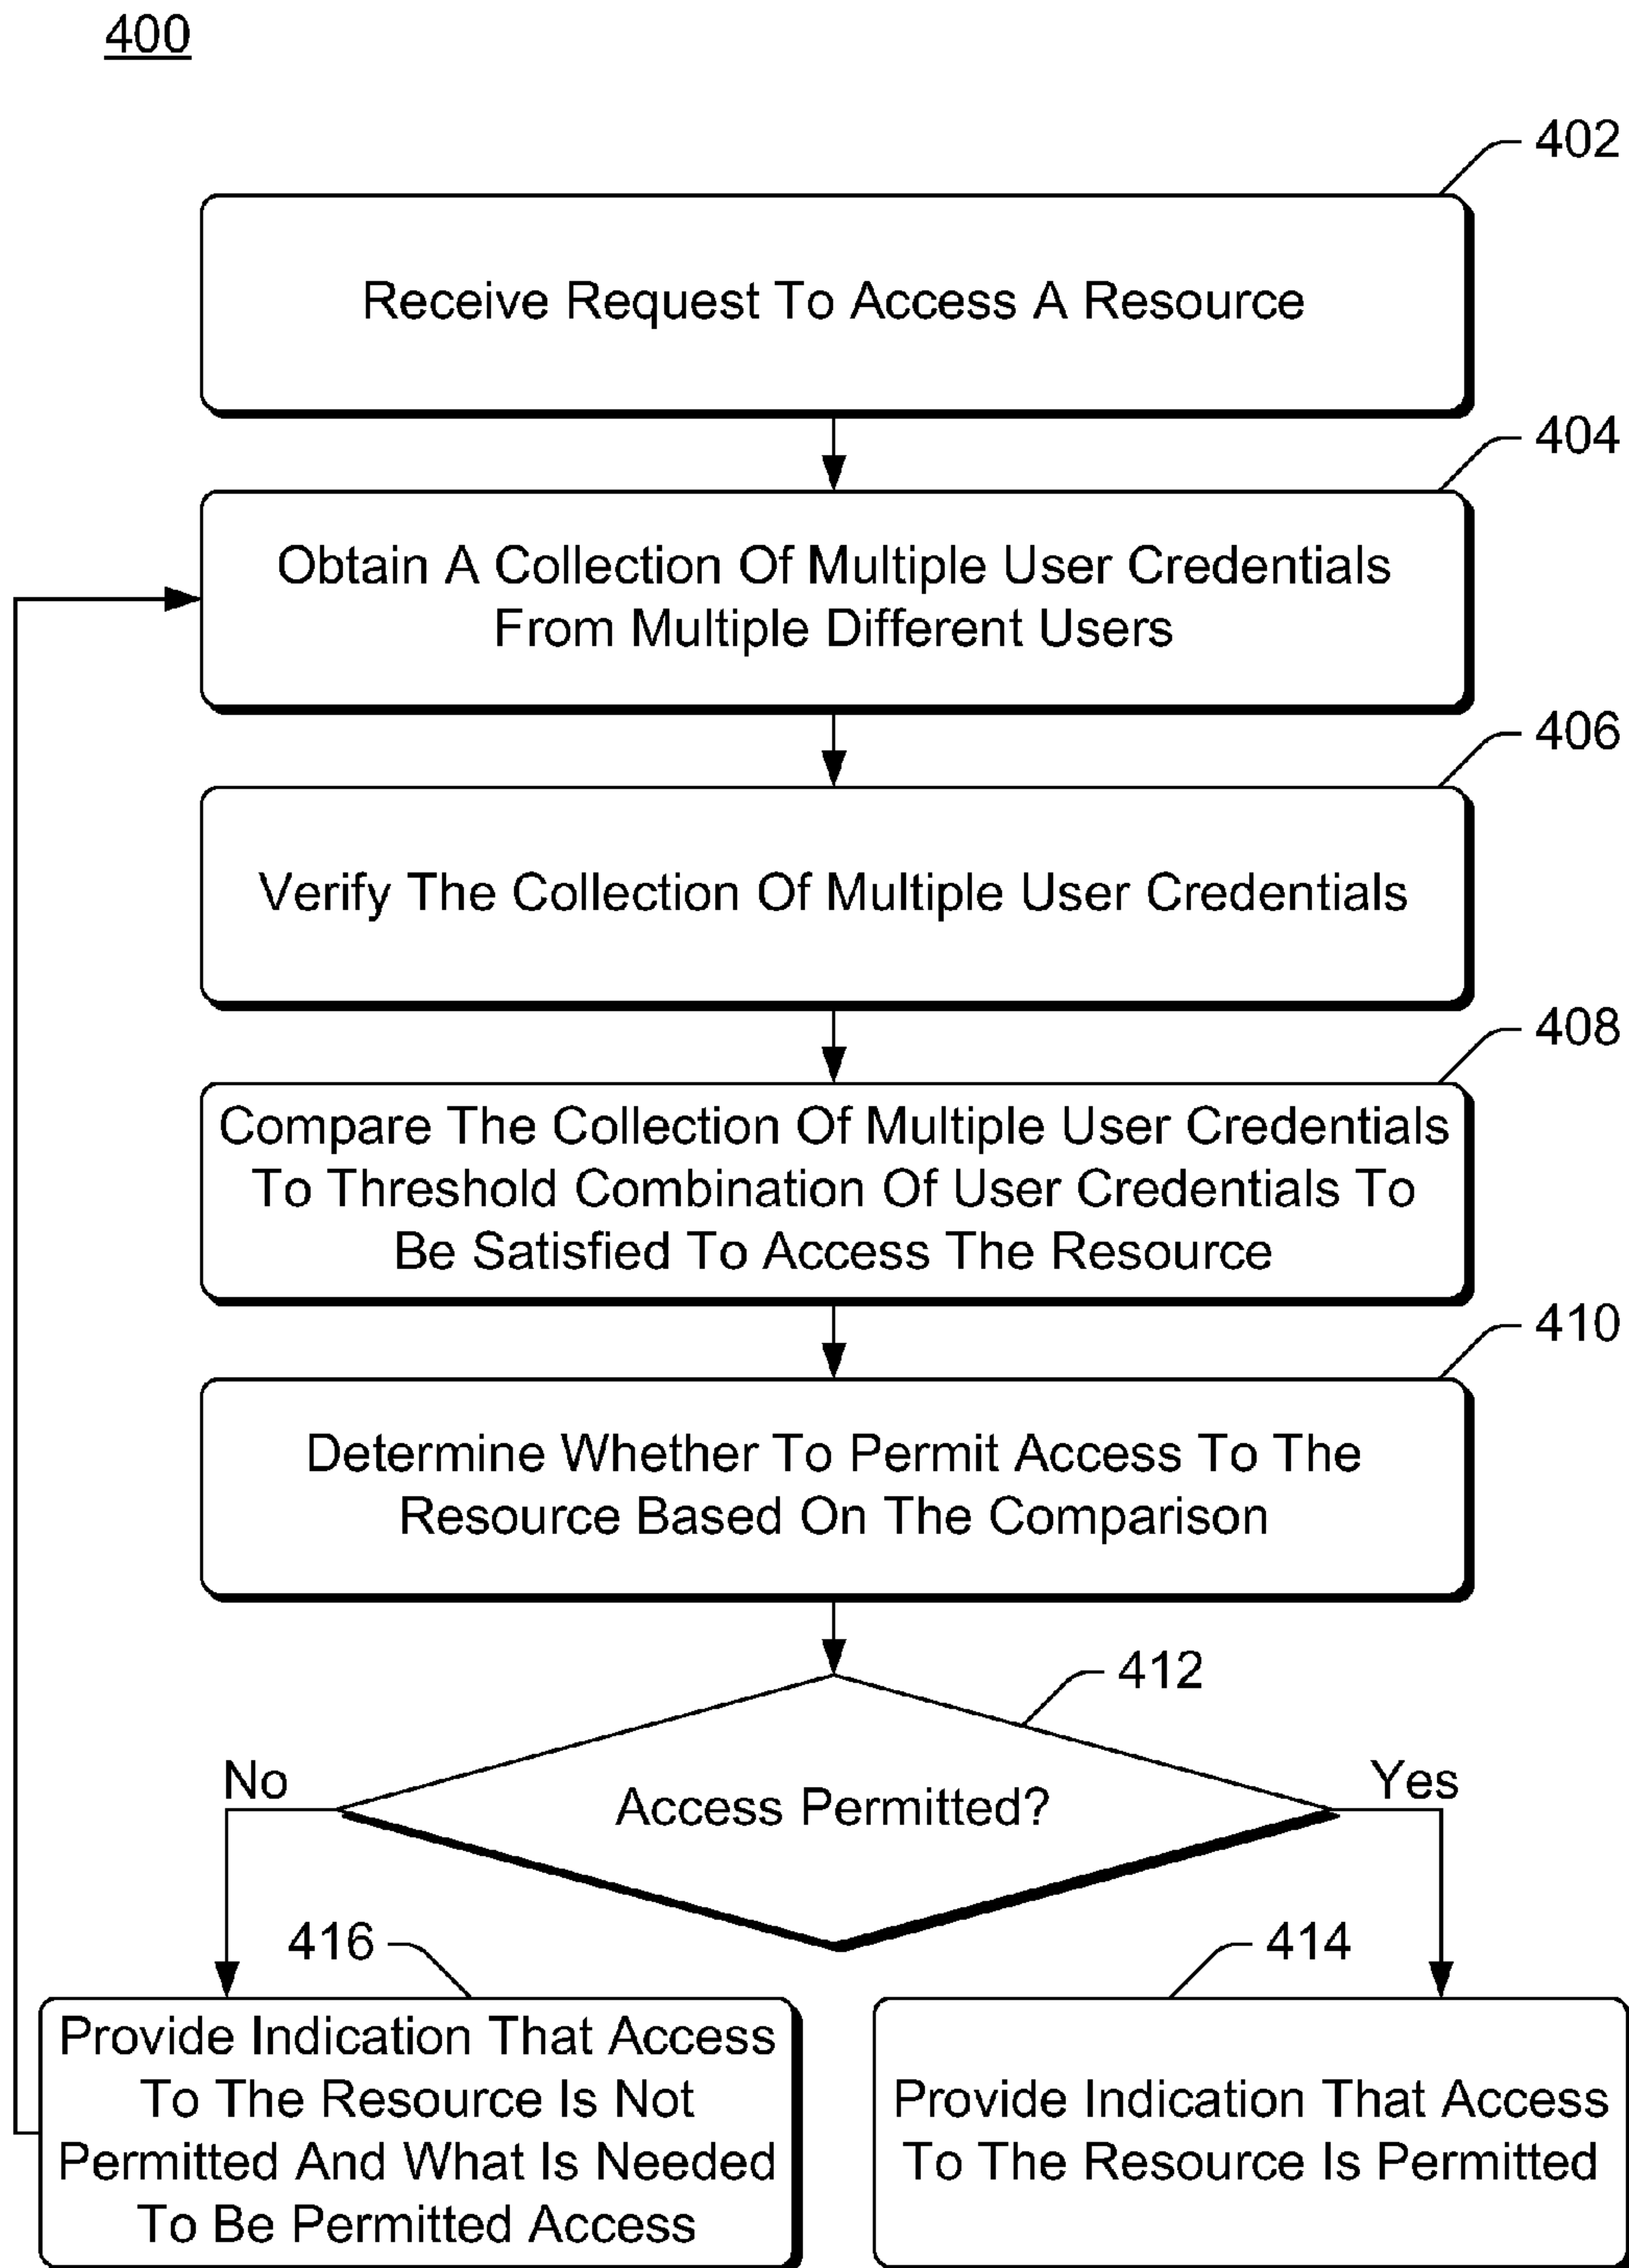 400
402
Receive Request To Access A Resource
404
Obtain A Collection Of Multiple User Credentials
From Multiple Different Users
406
Verify The Collection Of Multiple User Credentials
408
Compare The Collection Of Multiple User Credentials
To Threshold Combination Of User Credentials To
Be Satisfied To Access The Resource
410
Determine Whether To Permit Access To The
Resource Based On The Comparison
412
No
Yes
Access Permitted?
416
414
Provide Indication That Access
To The Resource Is Not
Permitted And What Is Needed
To Be Permitted Access
Provide Indication That Access
To The Resource Is Permitted